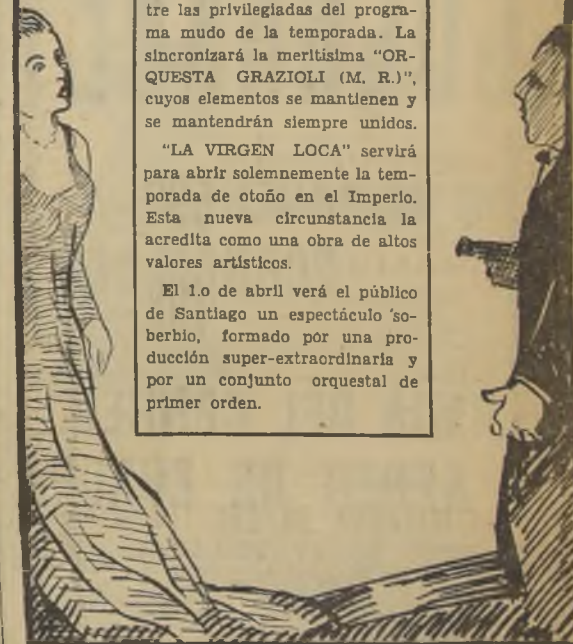 tre las privilegiadas del progra-
ma mudo de la temporada. La
sincronizará la meritísima "OR-
QUESTA GRAZIOLI (M. R.)",
cuyos elementos se mantienen y
se mantendrán siempre unidos.
"LA VIRGEN LOCA" servirá
para abrir solemnemente la tem-
porada de otoño en el Imperio.
Esta nueva circunstancia la
acredita como una obra de altos
valores artísticos.
El 1.o de abril verá el público
de Santiago un espectáculo 'so-
berbio, formado por una pro-
ducción super-extraordinaria y
por un conjunto orquestal de
primer orden.